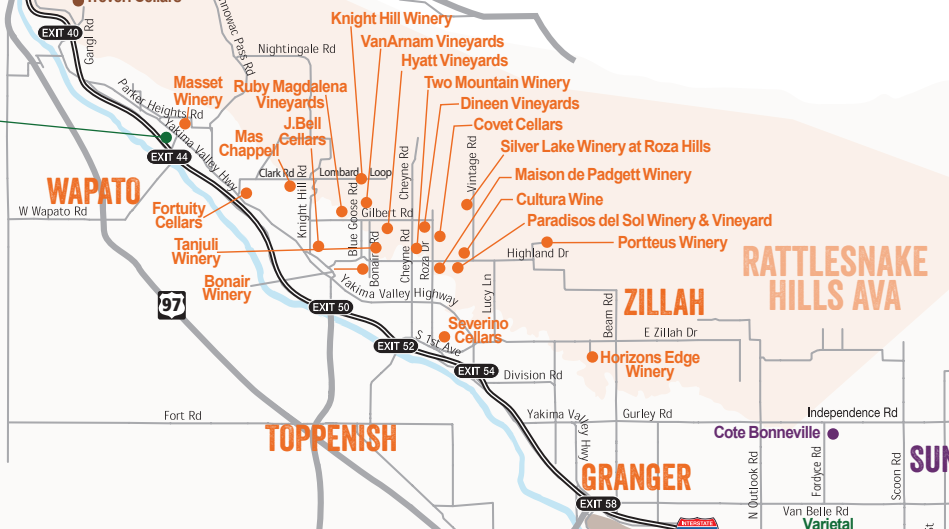 EXIT 40
Gangl Rd
Knight Hill Winery
VanArnam Vineyards
Nightingale Rd
Hyatt Vineyards
Pass Rd
Masset
Winery
Ruby Magdalena
Vineyards
Two Mountain Winery
Parker Heights Rd
Dineen Vineyards
J.Bell
Cellars
Covet Cellars
Mas
Chappell
Yakima Valley Hwy
Silver Lake Winery at Roza Hills
EXIT 44
Cheyne Rd
Vintage Rd
Clark Rd
Lombard Loop
Maison de Padgett Winery
WAPATO
Knight Hill Rd
Blue Goose Rd
Cultura Wine
W Wapato Rd
Fortuity
Cellars
Gilbert Rd
Paradisos del Sol Winery & Vineyard
Tanjuli
Winery
Bonair Rd
Cheyne Rd
Roza Dr
Highland Dr
Portteus Winery
RATTLESNAKE
HILLS AVA
Bonair
Winery
Yakima Valley Highway
Lucy Ln
97
EXIT 50
ZILLAH
Beam Rd
Severino
Cellars
E Zillah Dr
EXIT 52
S 1st Ave
Horizons Edge
Winery
EXIT 54
Division Rd
Fort Rd
Yakima Valley Hwy
Gurley Rd
Independence Rd
TOPPENISH
Cote Bonneville
N Outlook Rd
Fordyce Rd
Scoon Rd
SUN
GRANGER
EXIT 58
Van Belle Rd
INTERSTATE
Varietal